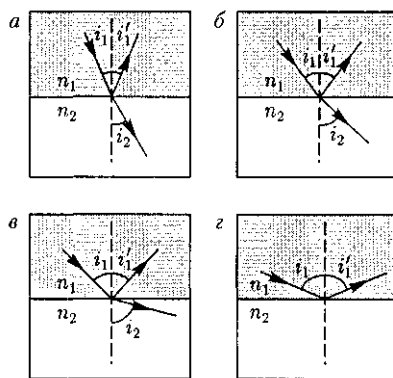 а
i₁ i₁′
n₁
n₂
i₂
б
i₁ i₁′
n₁
n₂
i₂
в
i₁ i₁′
n₁
n₂
i₂
г
i₁ i₁′
n₁
n₂